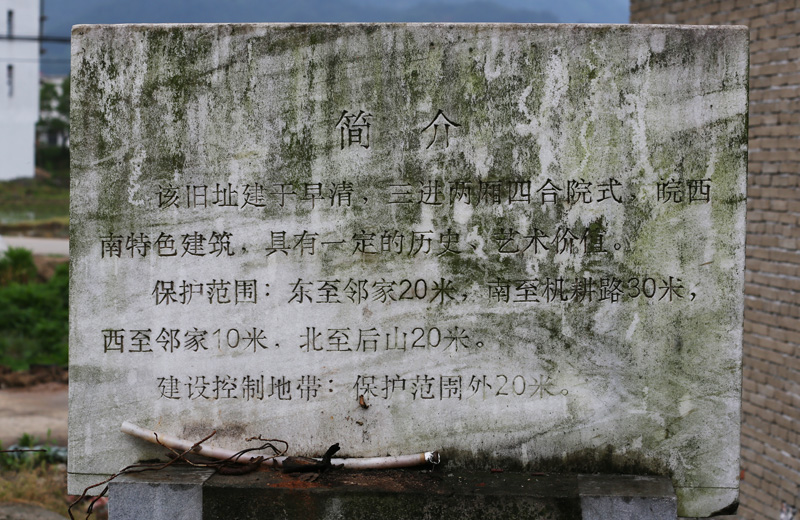 简 介
该旧址建于早清，三进两厢四合院式，皖西
南特色建筑，具有一定的历史、艺术价值。
保护范围：东至邻家20米，南至机耕路30米，
西至邻家10米，北至后山20米。
建设控制地带：保护范围外20米。